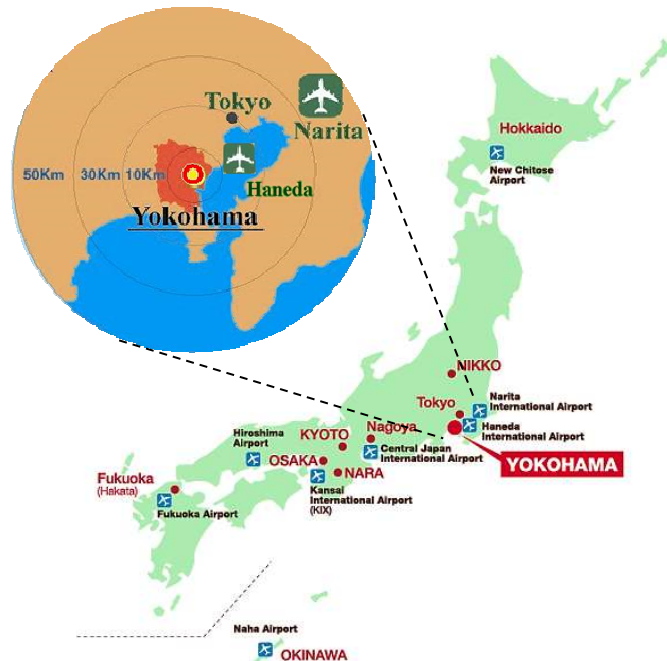 Tokyo
Narita
50Km 30Km 10Km
Haneda
Yokohama
Hokkaido
New Chitose
Airport
NIKKO
Narita
International Airport
Tokyo
Haneda
International Airport
Nagoya
Hiroshima
Airport
KYOTO
Central Japan
International Airport
YOKOHAMA
OSAKA
NARA
Fukuoka
(Hakata)
Kansai
International Airport
(KIX)
Fukuoka Airport
Naha Airport
OKINAWA